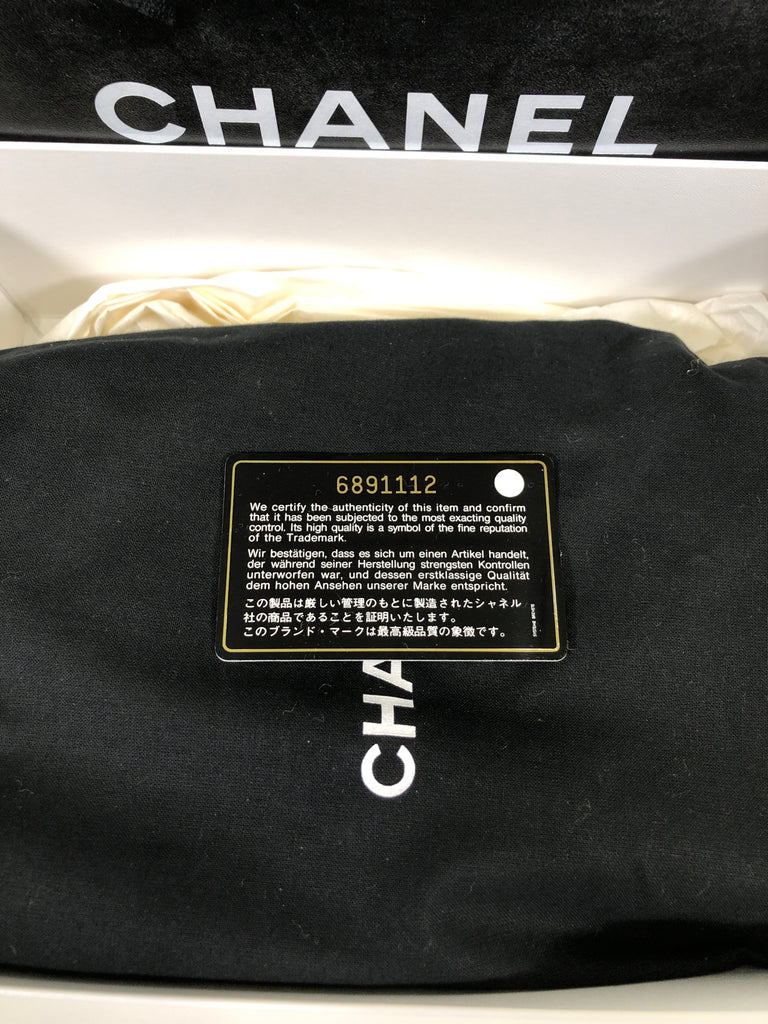 CHANEL
6891112
We certify the authenticity of this item and confirm
that it has been subjected to the most exacting quality
control. Its high quality is a symbol of the fine reputation
of the Trademark.
Wir bestätigen, dass es sich um einen Artikel handelt,
der während seiner Herstellung strengsten Kontrollen
unterworfen war, und dessen erstklassige Qualität
dem hohen Ansehen unserer Marke entspricht.
この製品は厳しい管理のもとに製造されたシャネル
社の商品であることを証明いたします。
このブランド・マークは最高級品質の象徴です。
CHA